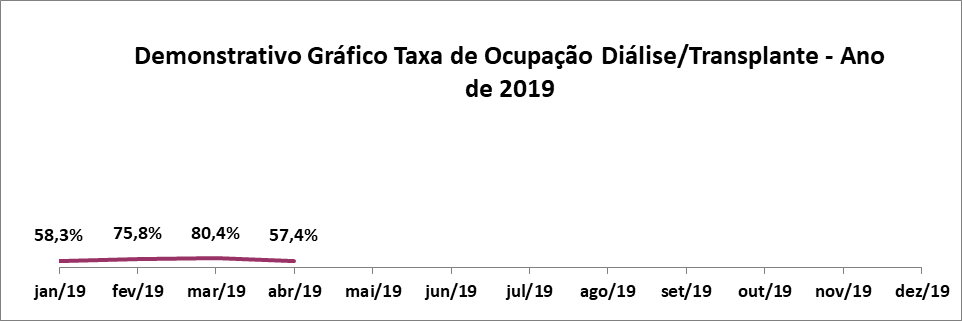 Demonstrativo Gráfico Taxa de Ocupação Diálise/Transplante - Ano
de 2019
58,3% 75,8% 80,4% 57,4%
jan/19 fev/19 mar/19 abr/19 mai/19 jun/19 jul/19 ago/19 set/19 out/19 nov/19 dez/19